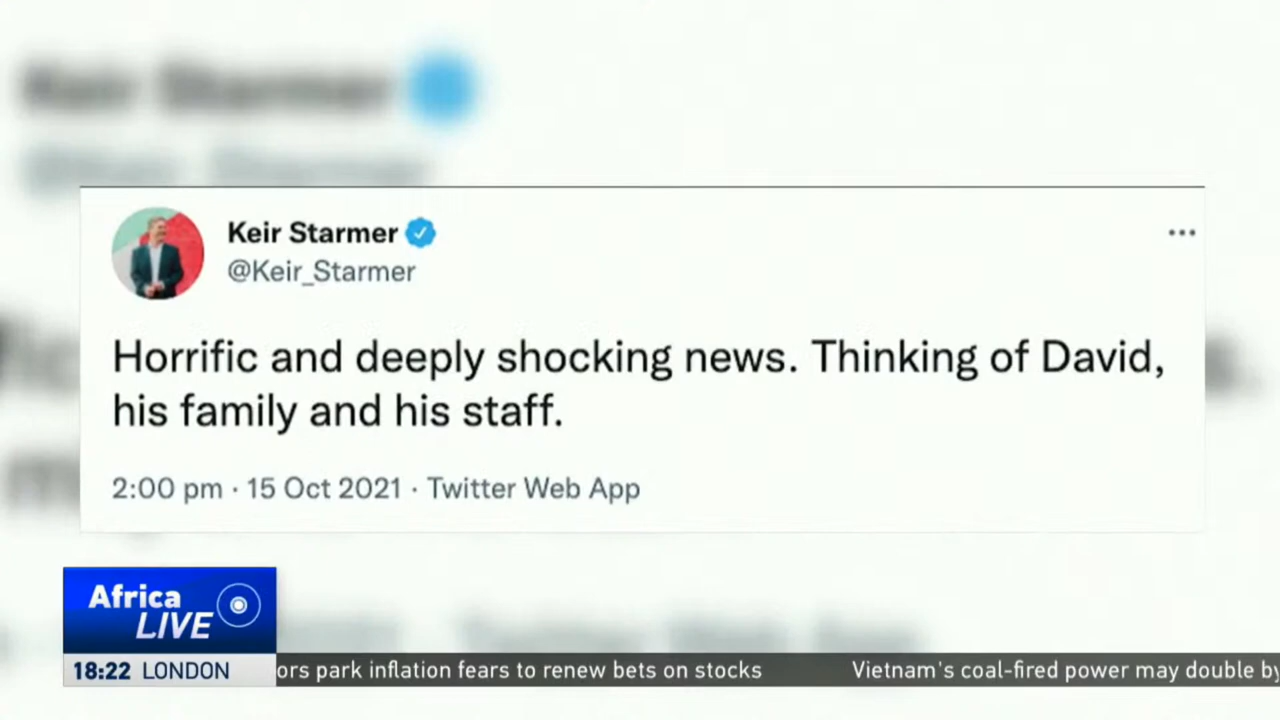 Keir Starmer
@Keir_Starmer
Horrific and deeply shocking news. Thinking of David,
his family and his staff.
2:00 pm · 15 Oct 2021 · Twitter Web App
Africa
LIVE
18:22 LONDON
ors park inflation fears to renew bets on stocks Vietnam's coal-fired power may double by